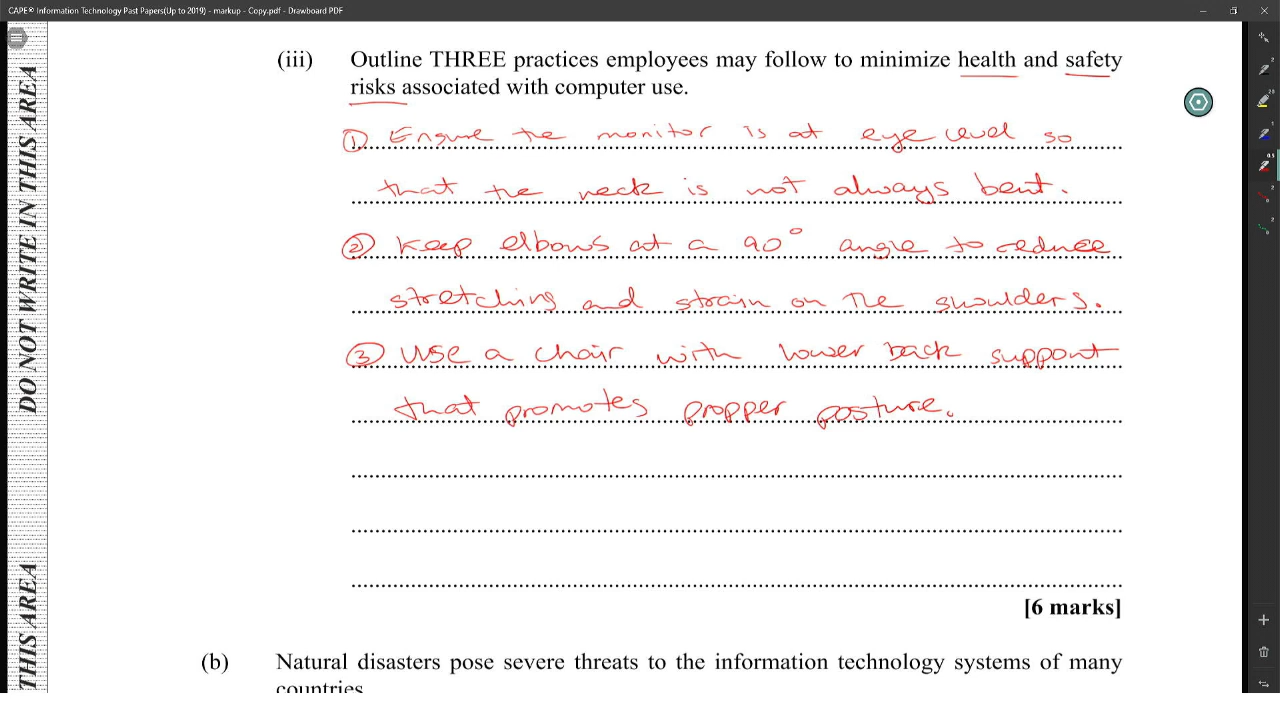 CAPE® Information Technology Past Papers(Up to 2019) - markup - Copy.pdf - Drawboard PDF
DO NOT WRITE IN THIS AREA
THIS AREA
(iii) Outline THREE practices employees may follow to minimize health and safety
risks associated with computer use.
① Ensure the monitor is at eye level so
that the neck is not always bent.
② Keep elbows at a 90° angle to reduce
stretching and strain on the shoulders.
③ Use a chair with lower back support
that promotes propper posture.
[6 marks]
(b) Natural disasters pose severe threats to the information technology systems of many
countries